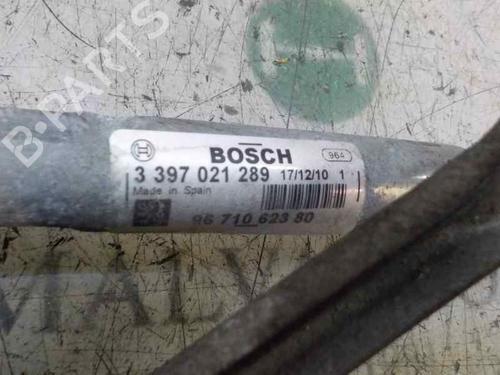 B-PARTS
BOSCH
964
3 397 021 289 17/12/10 1
Made in Spain
96 710 623 80